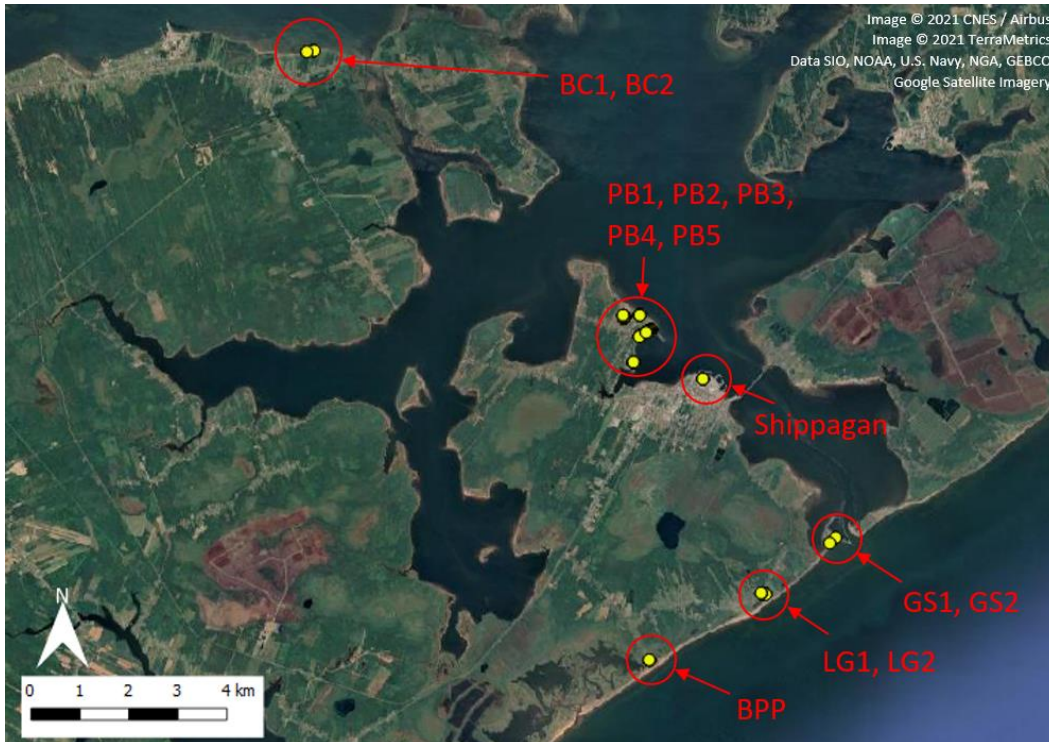 Image © 2021 CNES / Airbus
Image © 2021 TerraMetrics
Data SIO, NOAA, U.S. Navy, NGA, GEBCO
Google Satellite Imagery
BC1, BC2
PB1, PB2, PB3,
PB4, PB5
Shippagan
GS1, GS2
LG1, LG2
BPP
N
0 1 2 3 4 km